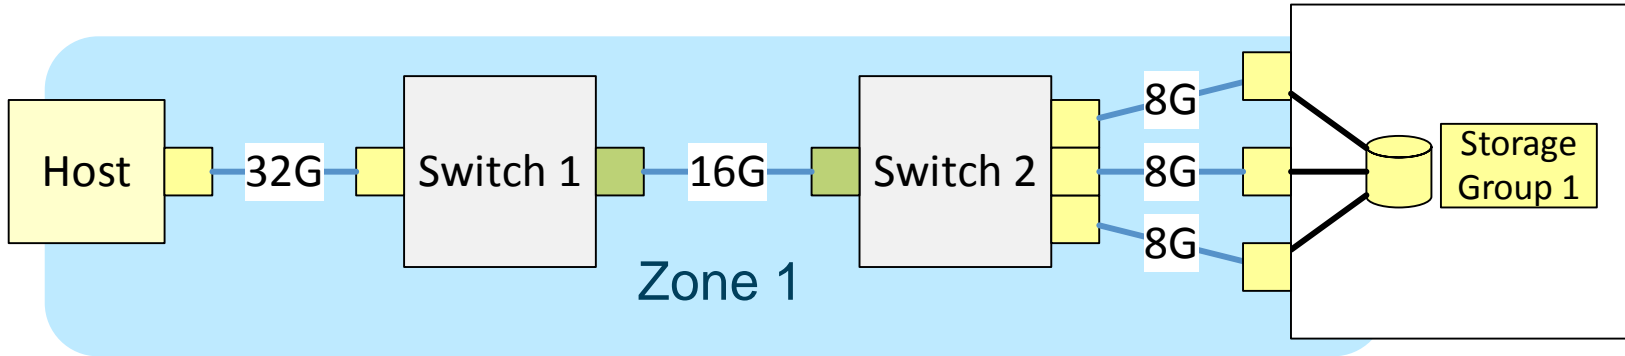 Host
32G
Switch 1
16G
Switch 2
8G
8G
8G
Storage
Group 1
Zone 1